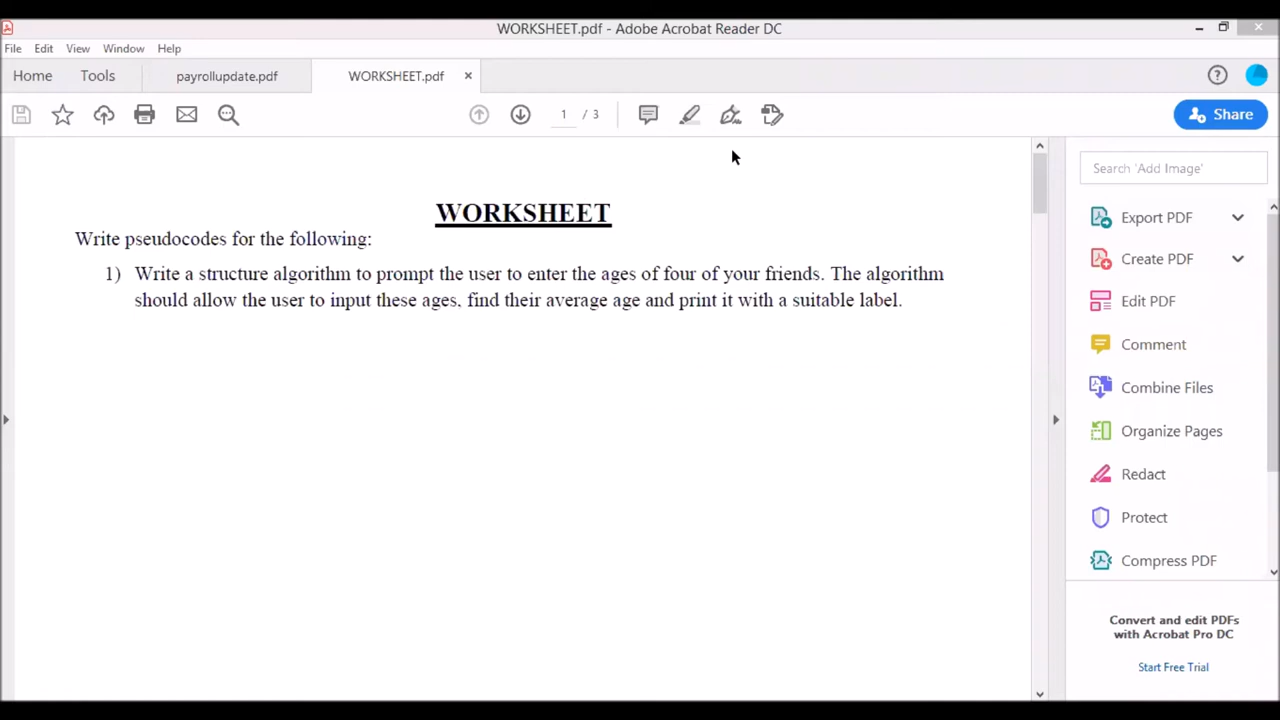 WORKSHEET.pdf - Adobe Acrobat Reader DC
File Edit View Window Help
Home Tools payrollupdate.pdf WORKSHEET.pdf ×
1 / 3
Share
WORKSHEET
Write pseudocodes for the following:
1) Write a structure algorithm to prompt the user to enter the ages of four of your friends. The algorithm
should allow the user to input these ages, find their average age and print it with a suitable label.
Search 'Add Image'
Export PDF
Create PDF
Edit PDF
Comment
Combine Files
Organize Pages
Redact
Protect
Compress PDF
Convert and edit PDFs
with Acrobat Pro DC
Start Free Trial